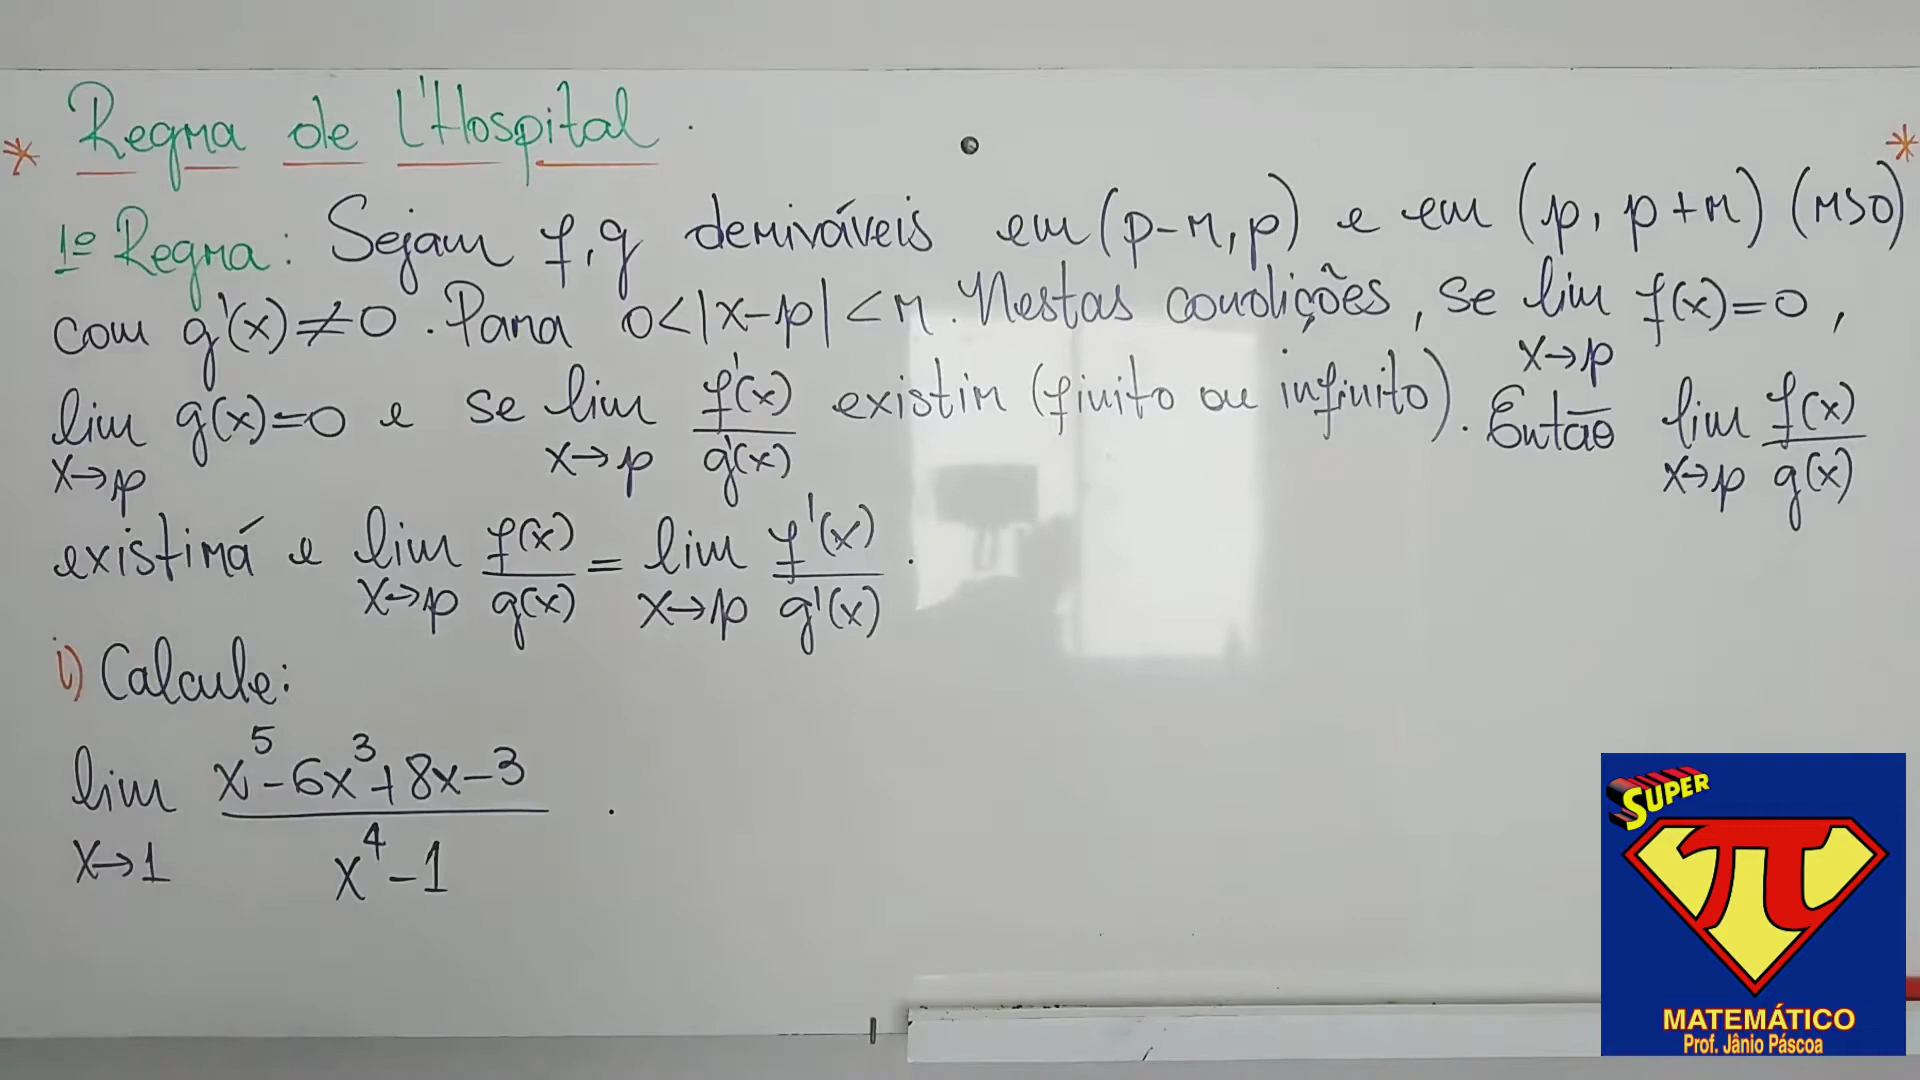 Regra de L'Hospital.
* *
1º Regra: Sejam f, g deriváveis em (p-r, p) e em (p, p+r) (r>0)
com g'(x) ≠ 0. Para 0<|x-p|<r. Nestas condições, se lim x→p f(x)=0,
lim x→p g(x)=0 e se lim x→p f'(x)/g'(x) existir (finito ou infinito). Então lim x→p f(x)/g(x)
existirá e lim x→p f(x)/g(x) = lim x→p f'(x)/g'(x).
i) Calcule:
lim x→1 (x⁵-6x³+8x-3)/(x⁴-1).
SUPER
π
MATEMÁTICO
Prof. Jânio Páscoa